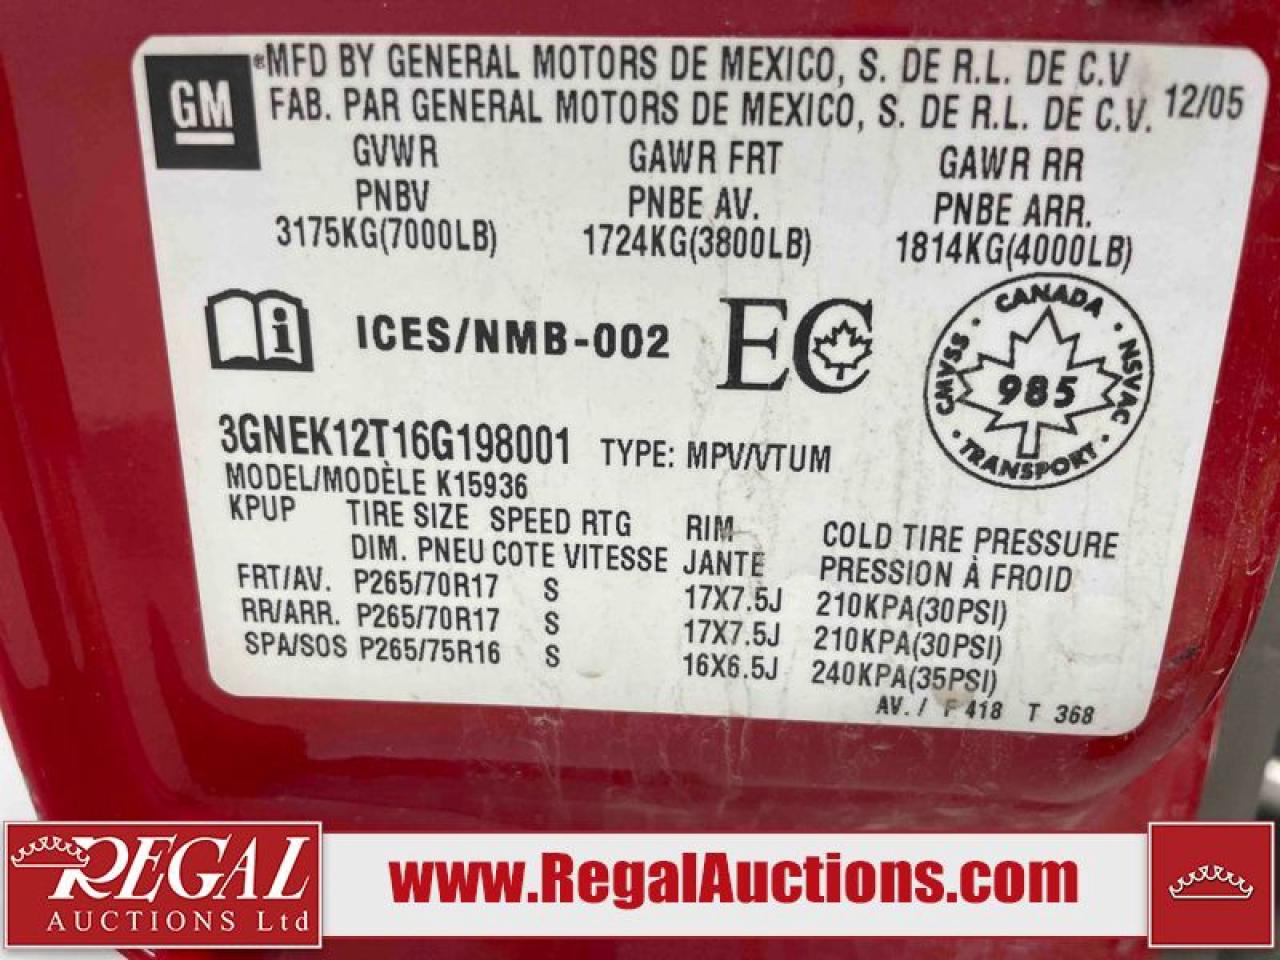 GM
®MFD BY GENERAL MOTORS DE MEXICO, S. DE R.L. DE C.V
FAB. PAR GENERAL MOTORS DE MEXICO, S. DE R.L. DE C.V. 12/05
GVWR GAWR FRT GAWR RR
PNBV PNBE AV. PNBE ARR.
3175KG(7000LB) 1724KG(3800LB) 1814KG(4000LB)
i ICES/NMB-002 EC
CANADA
CMVSS 985 NSVAC
TRANSPORT
3GNEK12T16G198001 TYPE: MPV/VTUM
MODEL/MODÈLE K15936
KPUP TIRE SIZE SPEED RTG RIM COLD TIRE PRESSURE
DIM. PNEU COTE VITESSE JANTE PRESSION À FROID
FRT/AV. P265/70R17 S 17X7.5J 210KPA(30PSI)
RR/ARR. P265/70R17 S 17X7.5J 210KPA(30PSI)
SPA/SOS P265/75R16 S 16X6.5J 240KPA(35PSI)
AV. / F 418 T 368
REGAL
AUCTIONS Ltd
www.RegalAuctions.com